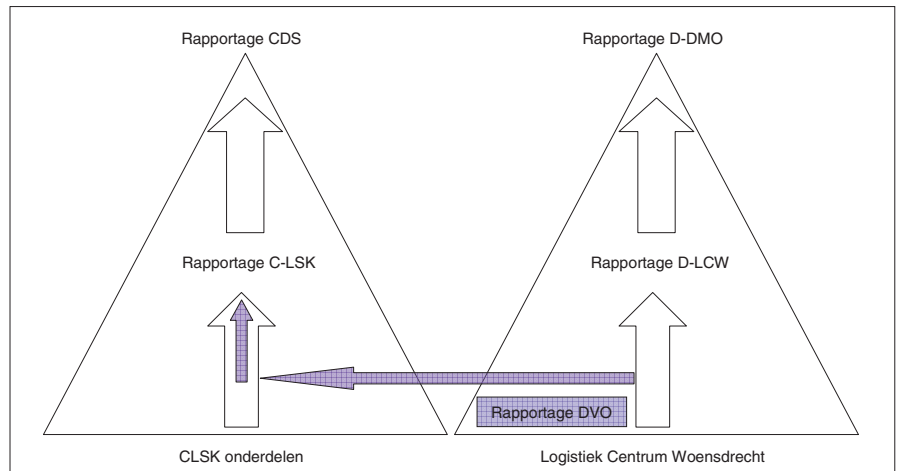 Rapportage CDS
Rapportage D-DMO
Rapportage C-LSK
Rapportage D-LCW
Rapportage DVO
CLSK onderdelen
Logistiek Centrum Woensdrecht